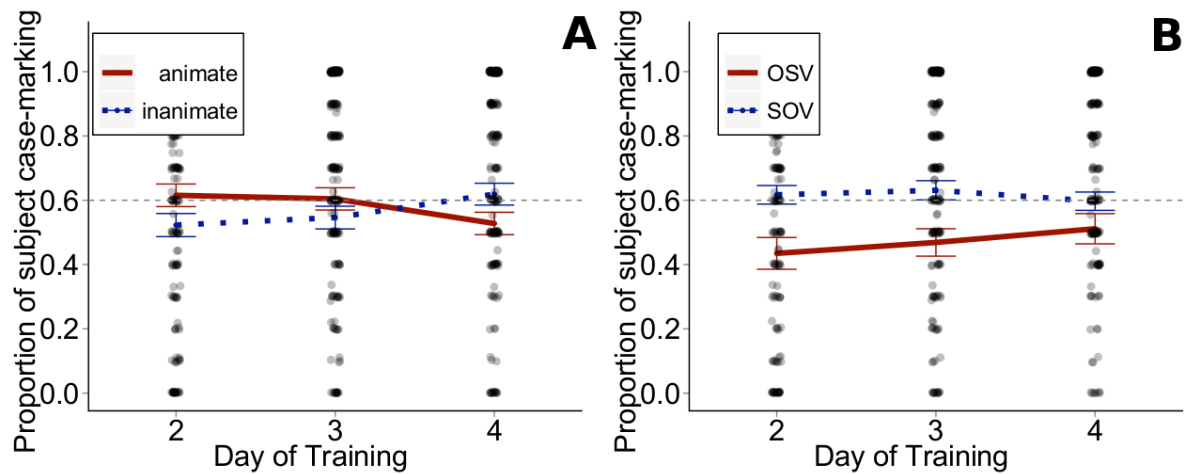 A
Proportion of subject case-marking
animate
inanimate
1.0
0.8
0.6
0.4
0.2
0.0
2 3 4
Day of Training
B
Proportion of subject case-marking
OSV
SOV
1.0
0.8
0.6
0.4
0.2
0.0
2 3 4
Day of Training